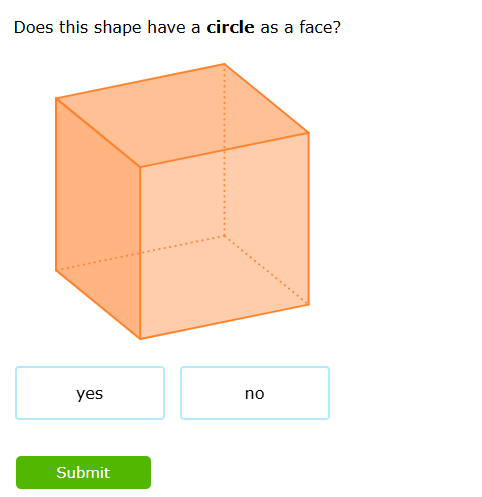 Does this shape have a circle as a face?
yes
no
Submit